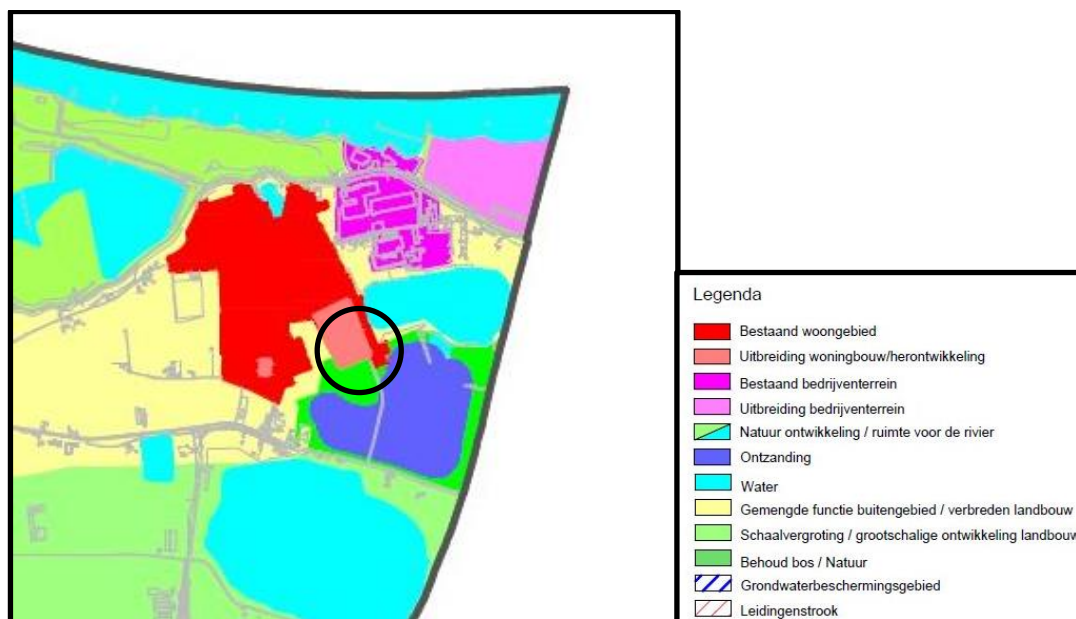 Legenda
Bestaand woongebied
Uitbreiding woningbouw/herontwikkeling
Bestaand bedrijventerrein
Uitbreiding bedrijventerrein
Natuur ontwikkeling / ruimte voor de rivier
Ontzanding
Water
Gemengde functie buitengebied / verbreden landbouw
Schaalvergroting / grootschalige ontwikkeling landbouw
Behoud bos / Natuur
Grondwaterbeschermingsgebied
Leidingenstrook